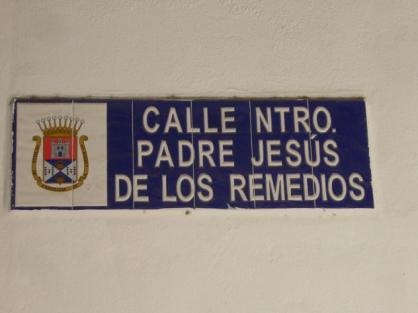 CALLE NTRO.
PADRE JESÚS
DE LOS REMEDIOS